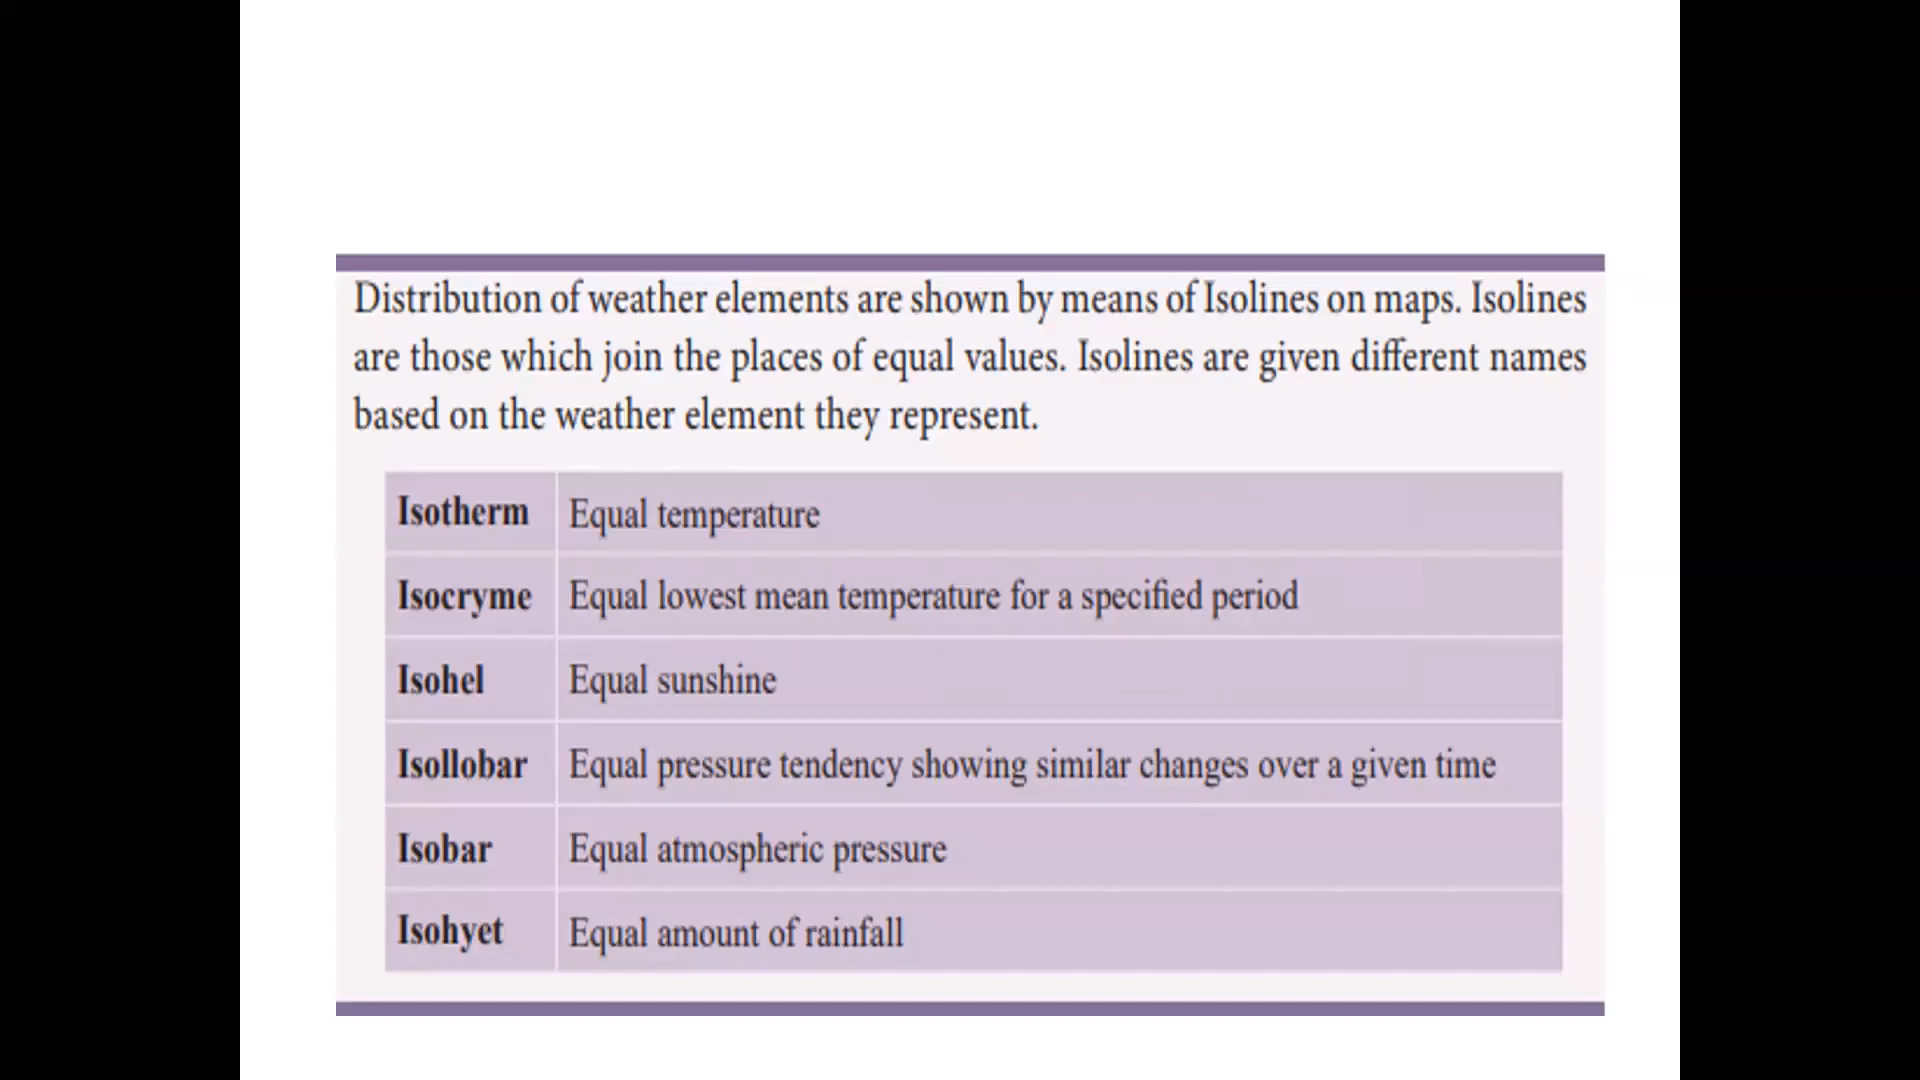 Distribution of weather elements are shown by means of Isolines on maps. Isolines
are those which join the places of equal values. Isolines are given different names
based on the weather element they represent.
Isotherm Equal temperature
Isocryme Equal lowest mean temperature for a specified period
Isohel Equal sunshine
Isollobar Equal pressure tendency showing similar changes over a given time
Isobar Equal atmospheric pressure
Isohyet Equal amount of rainfall